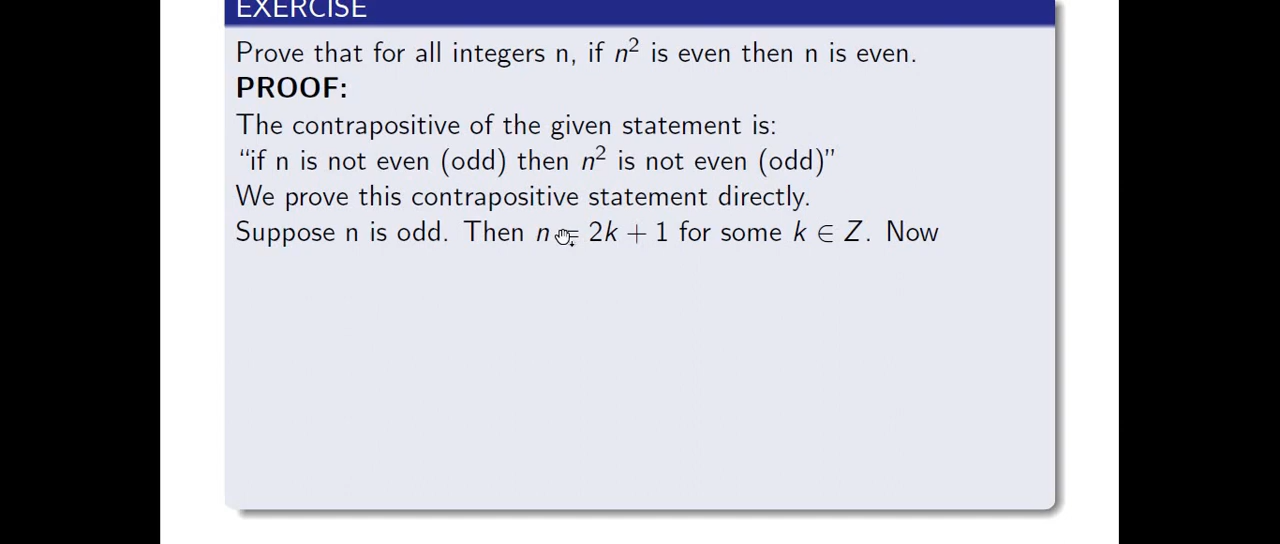 EXERCISE
Prove that for all integers n, if n² is even then n is even.
PROOF:
The contrapositive of the given statement is:
“if n is not even (odd) then n² is not even (odd)”
We prove this contrapositive statement directly.
Suppose n is odd. Then n = 2k + 1 for some k ∈ Z. Now